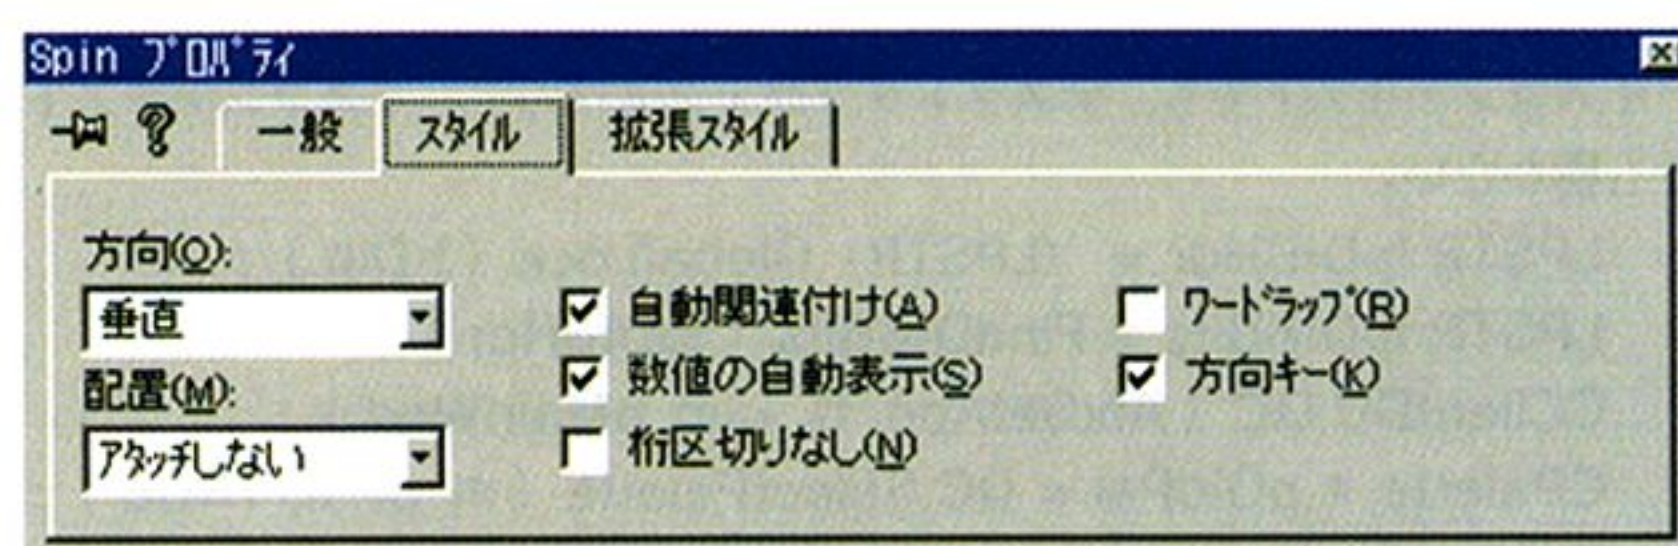 Spin ﾌﾟﾛﾊﾟﾃｨ
一般 ｽﾀｲﾙ 拡張ｽﾀｲﾙ
方向(O):
垂直
自動関連付け(A)
ﾜｰﾄﾞﾗｯﾌﾟ(R)
配置(M):
数値の自動表示(S)
方向ｷｰ(K)
ｱﾀｯﾁしない
桁区切りなし(N)